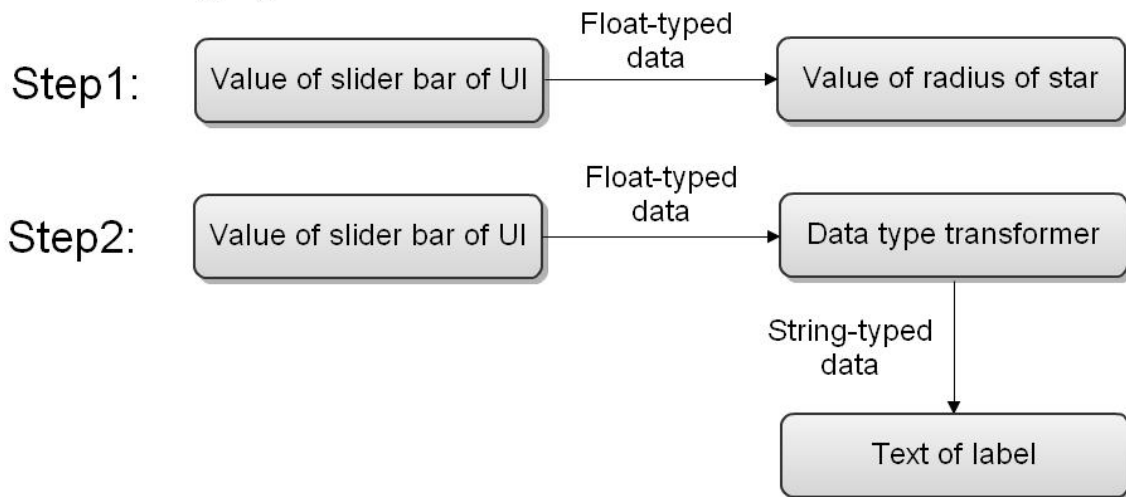 Float-typed
data
Step1:
Value of slider bar of UI
Value of radius of star
Float-typed
data
Step2:
Value of slider bar of UI
Data type transformer
String-typed
data
Text of label